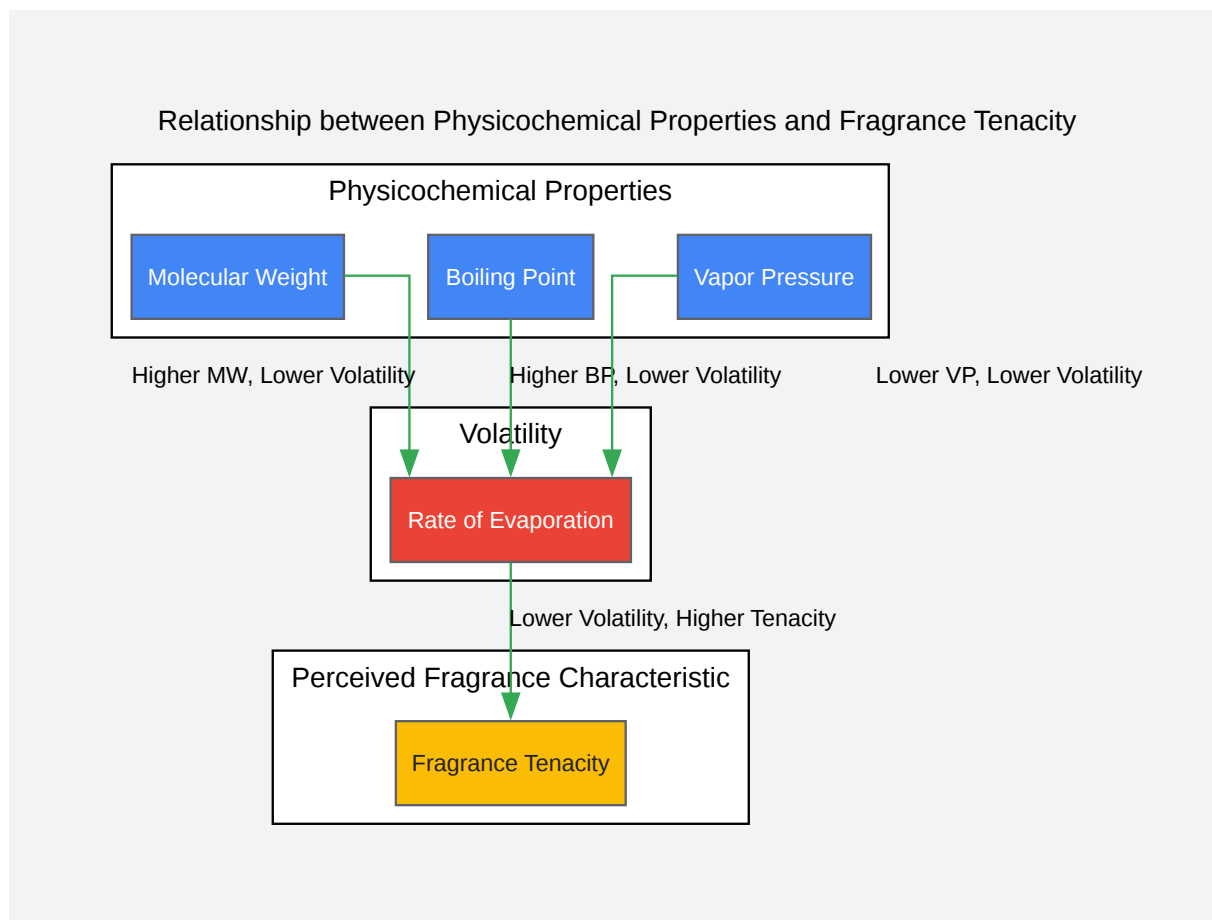 Relationship between Physicochemical Properties and Fragrance Tenacity
Physicochemical Properties
Molecular Weight
Boiling Point
Vapor Pressure
Higher MW, Lower Volatility
Higher BP, Lower Volatility
Lower VP, Lower Volatility
Volatility
Rate of Evaporation
Lower Volatility, Higher Tenacity
Perceived Fragrance Characteristic
Fragrance Tenacity